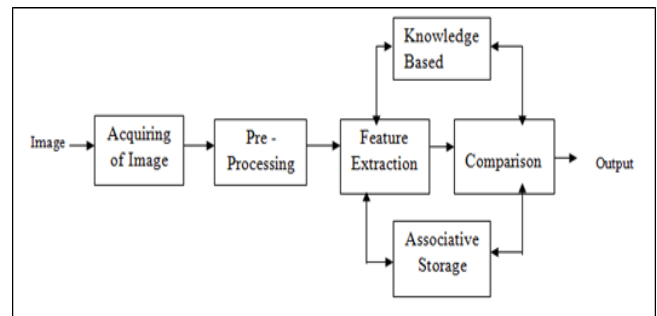 Knowledge
Based
Image
Acquiring
of Image
Pre -
Processing
Feature
Extraction
Comparison
Output
Associative
Storage